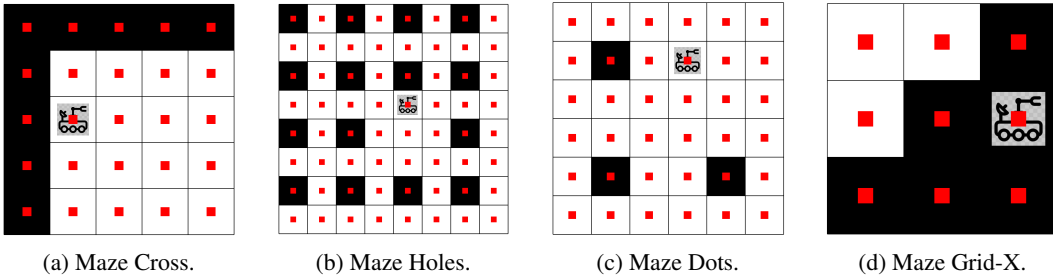 (a) Maze Cross.
(b) Maze Holes.
(c) Maze Dots.
(d) Maze Grid-X.